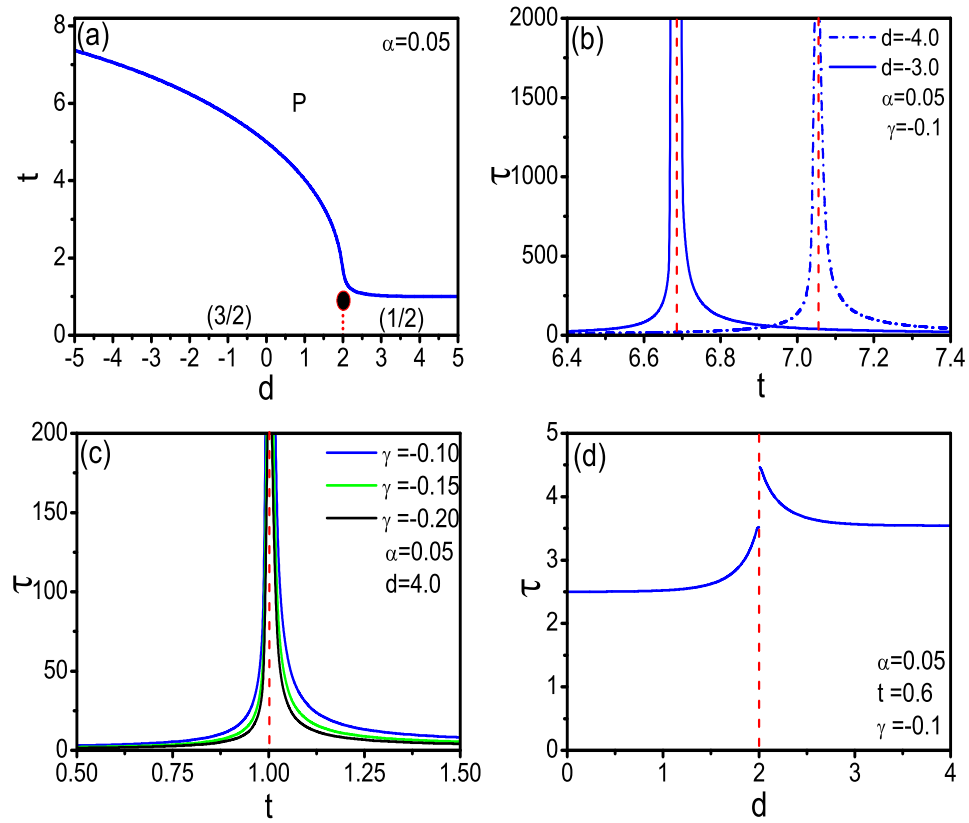 (a)
α=0.05
P
(3/2)
(1/2)
t
8
6
4
2
0
-5 -4 -3 -2 -1 0 1 2 3 4 5
d
(b)
d=-4.0
d=-3.0
α=0.05
γ=-0.1
τ
2000
1500
1000
500
0
6.4 6.6 6.8 7.0 7.2 7.4
t
(c)
γ =-0.10
γ =-0.15
γ =-0.20
α=0.05
d=4.0
τ
200
150
100
50
0
0.50 0.75 1.00 1.25 1.50
t
(d)
α=0.05
t =0.6
γ =-0.1
τ
5
4
3
2
1
0
0 1 2 3 4
d